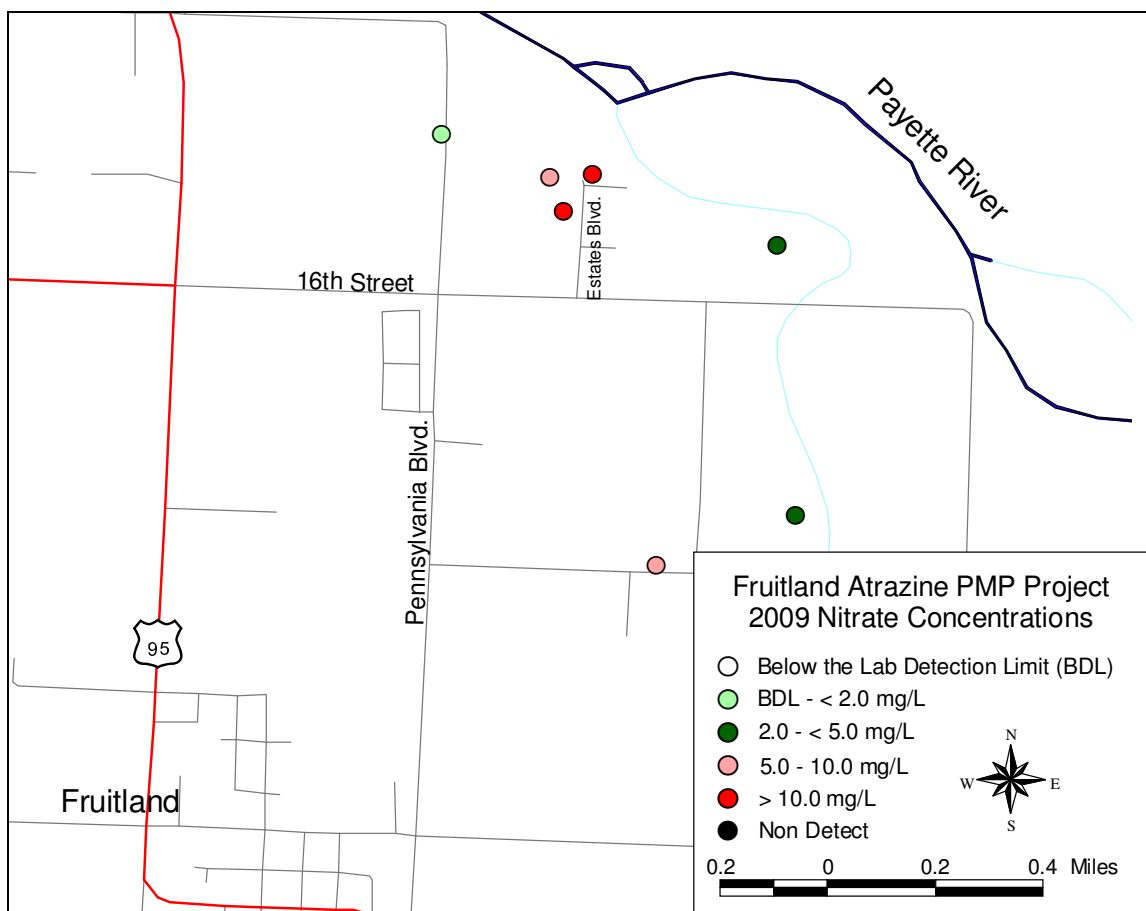 Payette River
Estates Blvd.
16th Street
Pennsylvania Blvd.
95
Fruitland
Fruitland Atrazine PMP Project
2009 Nitrate Concentrations
Below the Lab Detection Limit (BDL)
BDL - < 2.0 mg/L
2.0 - < 5.0 mg/L
5.0 - 10.0 mg/L
> 10.0 mg/L
Non Detect
N
W E
S
0.2 0 0.2 0.4 Miles